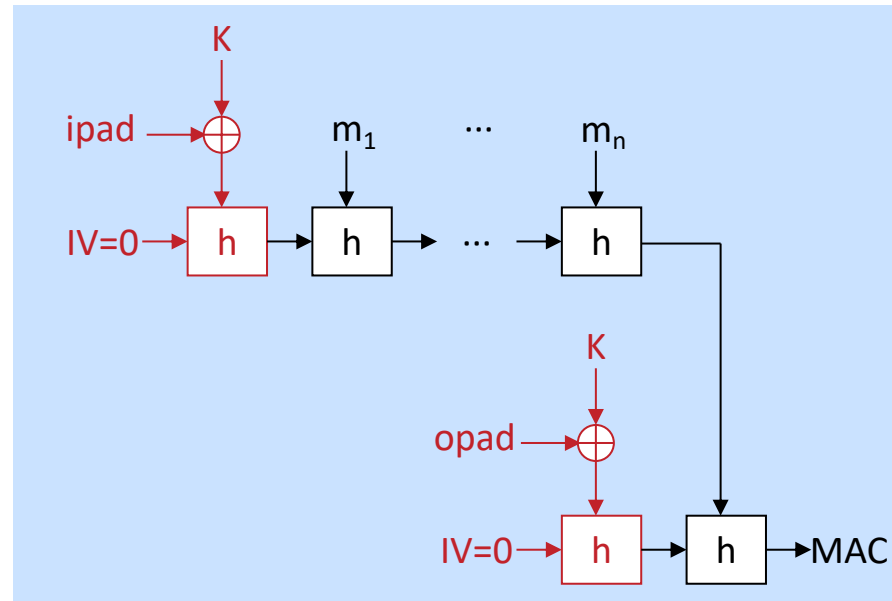 K
ipad
m₁ ... mₙ
IV=0 h h ... h
K
opad
IV=0 h h MAC